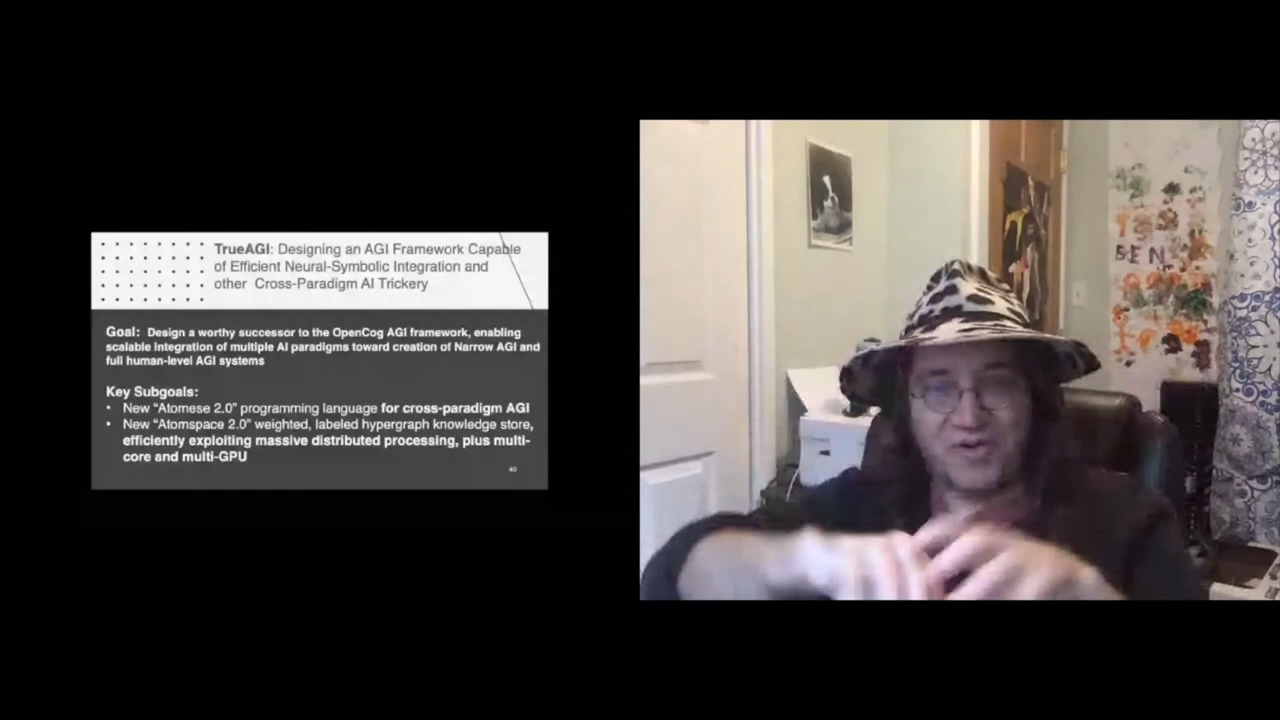 TrueAGI: Designing an AGI Framework Capable
of Efficient Neural-Symbolic Integration and
other Cross-Paradigm AI Trickery
Goal: Design a worthy successor to the OpenCog AGI framework, enabling
scalable integration of multiple AI paradigms toward creation of Narrow AGI and
full human-level AGI systems
Key Subgoals:
• New “Atomese 2.0” programming language for cross-paradigm AGI
• New “Atomspace 2.0” weighted, labeled hypergraph knowledge store,
efficiently exploiting massive distributed processing, plus multi-
core and multi-GPU
40
BEN